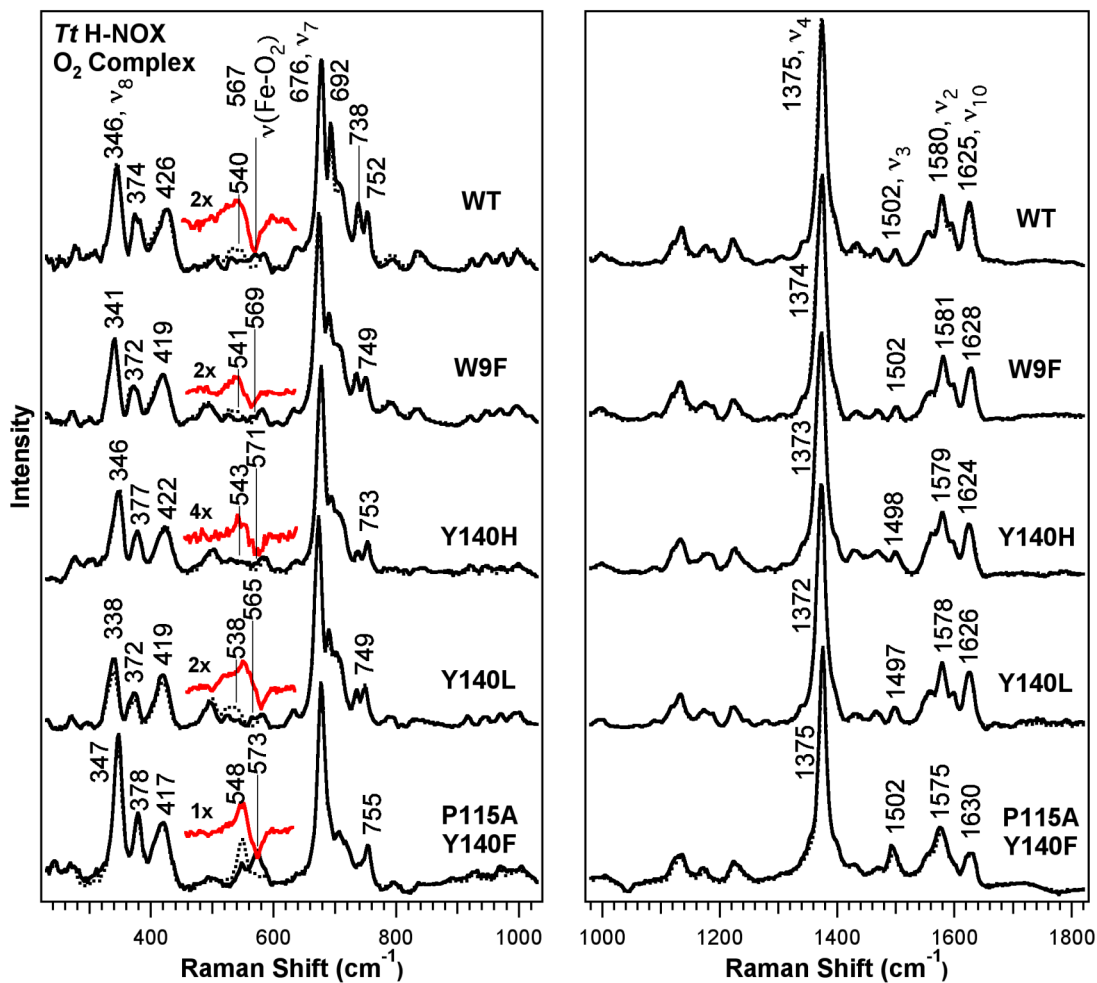 Tt H-NOX
O₂ Complex
346, ν₈
374
426
2x
540
567
ν(Fe-O₂)
676, ν₇
692
738
752
WT
341
372
419
2x
541
569
749
W9F
346
377
422
4x
543
571
753
Y140H
338
372
419
2x
538
565
749
Y140L
347
378
417
1x
548
573
755
P115A
Y140F
Intensity
400
600
800
1000
Raman Shift (cm⁻¹)
1375, ν₄
1502, ν₃
1580, ν₂
1625, ν₁₀
WT
1374
1502
1581
1628
W9F
1373
1498
1579
1624
Y140H
1372
1497
1578
1626
Y140L
1375
1502
1575
1630
P115A
Y140F
1000
1200
1400
1600
1800
Raman Shift (cm⁻¹)